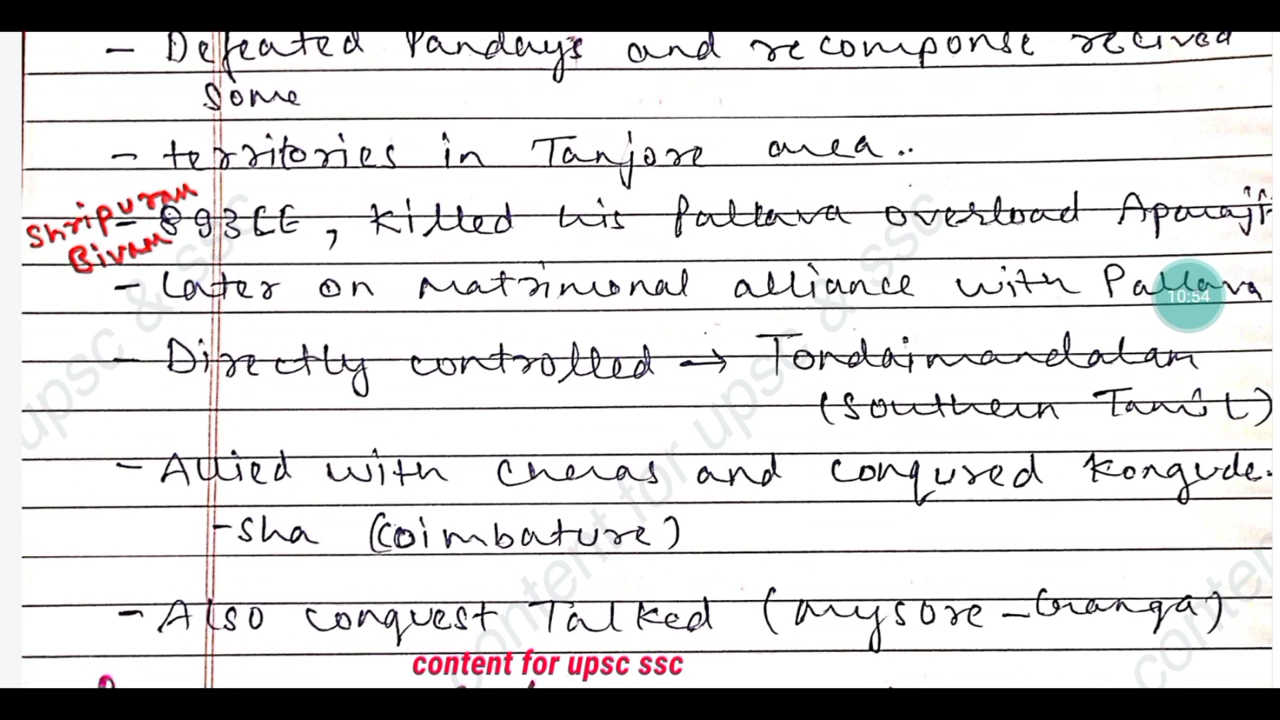 - Defeated Pandays and recomponse recived
some
- territories in Tanjore area..
Shripuram
Bivam
- 893CE, killed his Pallava overload Aparaji
- Later on matrimonal alliance with Pallava
10:54
- Directly controlled → Tondaimandalam
(Southern Tamil)
- Allied with cheras and conqured Kongude-
-sha (Coimbature)
- Also conquest Talked (mysore-Granga)
content for upsc ssc